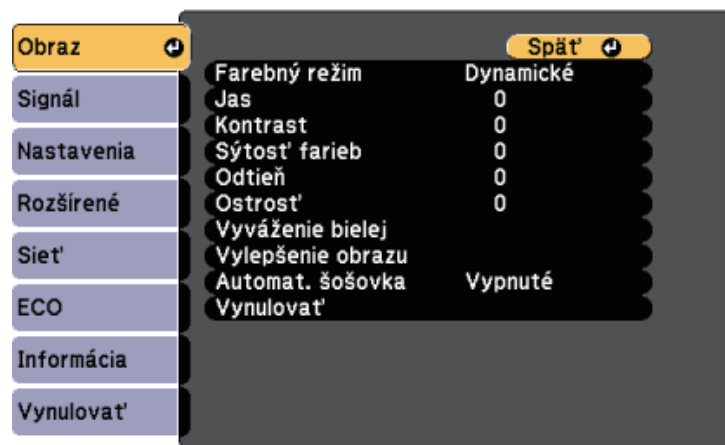 Obraz
Signál
Nastavenia
Rozšírené
Sieť
ECO
Informácia
Vynulovať
Späť
Farebný režim Dynamické
Jas 0
Kontrast 0
Sýtosť farieb 0
Odtieň 0
Ostrosť 0
Vyváženie bielej
Vylepšenie obrazu
Automat. šošovka Vypnuté
Vynulovať